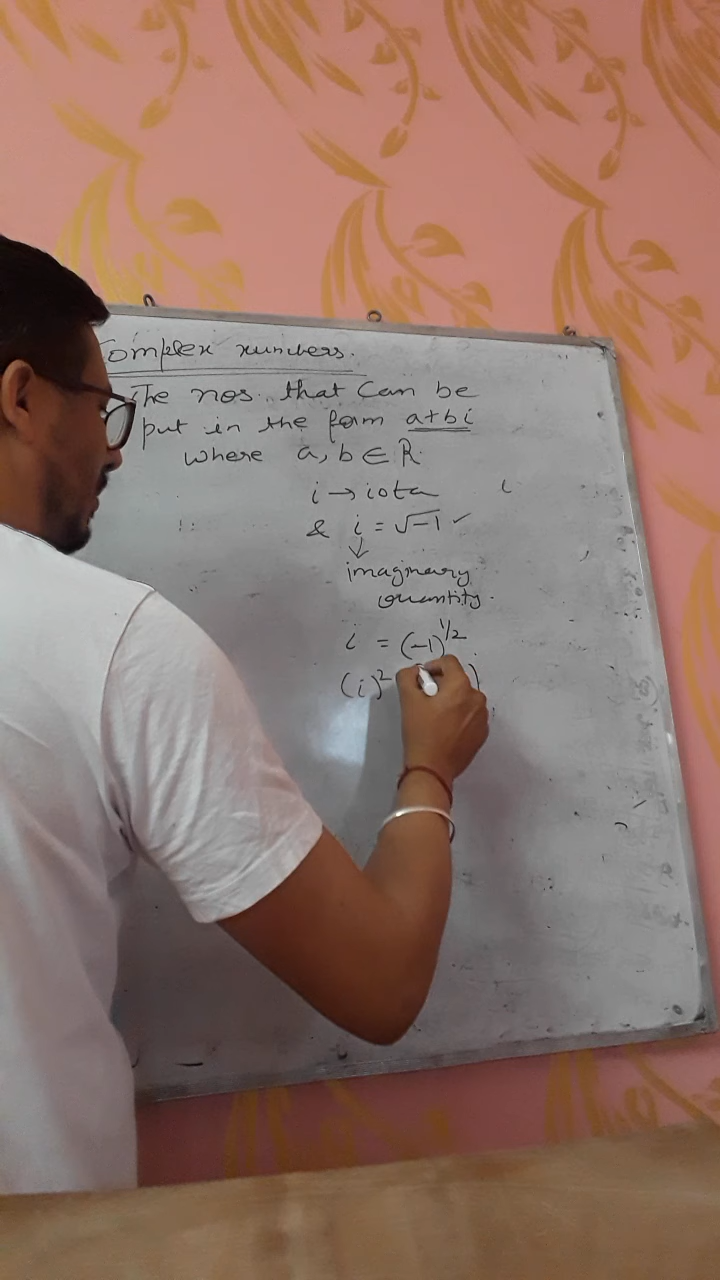 Complex numbers.
The nos. that can be
put in the form a+bi
where a, b ∈ R.
i → iota
& i = √-1 ✓
↓
imaginary
quantity.
i = (-1)^1/2
(i)^2